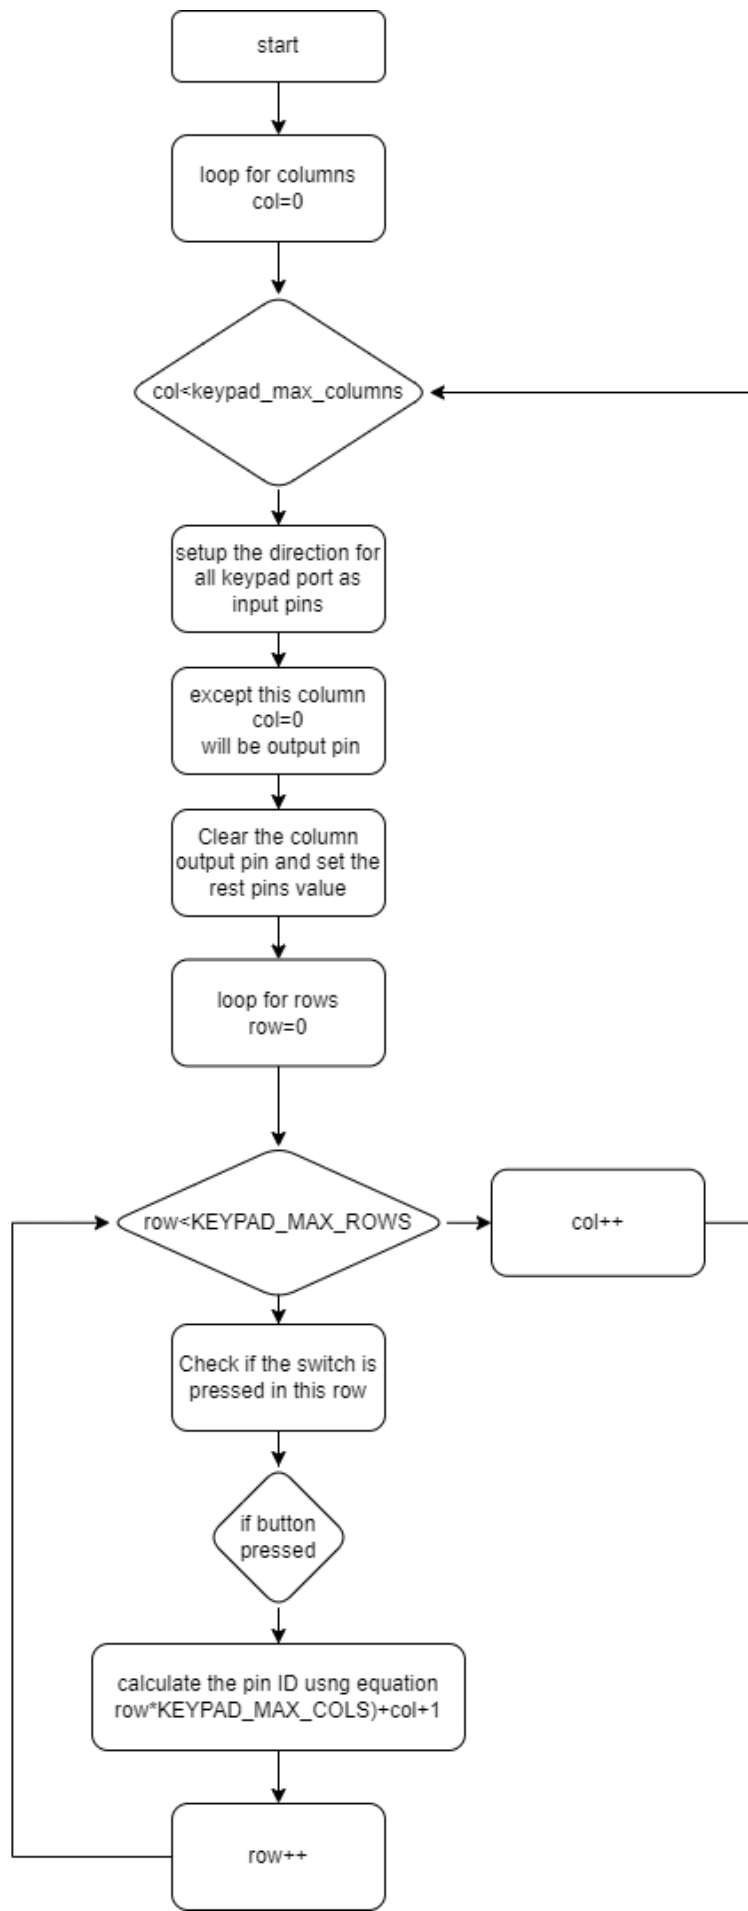 start
loop for columns
col=0
col<keypad_max_columns
setup the direction for
all keypad port as
input pins
except this column
col=0
will be output pin
Clear the column
output pin and set the
rest pins value
loop for rows
row=0
row<KEYPAD_MAX_ROWS
col++
Check if the switch is
pressed in this row
if button
pressed
calculate the pin ID usng equation
row*KEYPAD_MAX_COLS)+col+1
row++